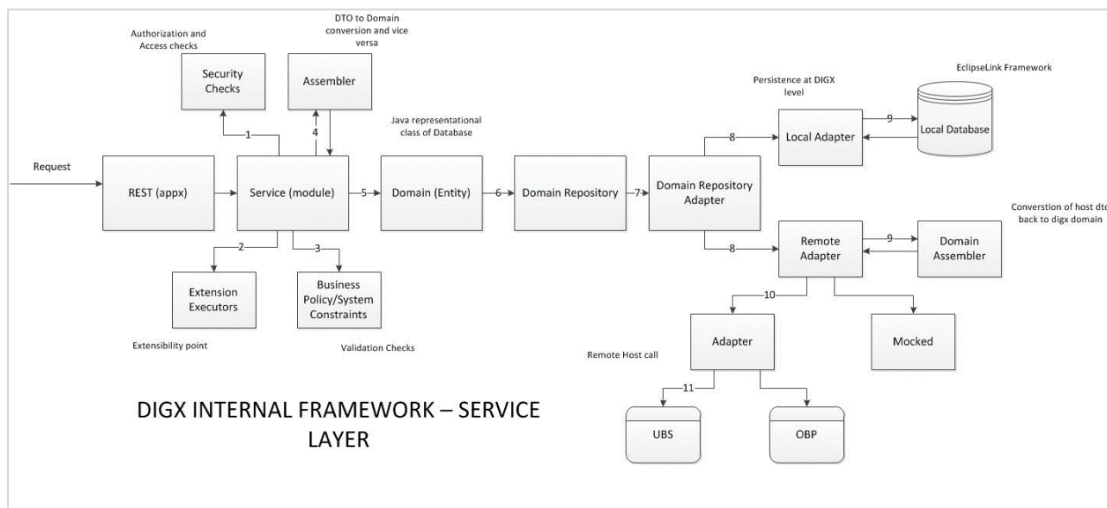 Authorization and
Access checks
DTO to Domain
conversion and vice
versa
Security
Checks
Assembler
EclipseLink Framework
Persistence at DIGX
level
Local Adapter
9
Local Database
1
4
Java representational
class of Database
8
Request
REST (appx)
Service (module)
5
Domain (Entity)
6
Domain Repository
7
Domain Repository
Adapter
Converstion of host dto
back to digx domain
8
Remote
Adapter
9
Domain
Assembler
2
3
Extension
Executors
Business
Policy/System
Constraints
10
Extensibility point
Validation Checks
Adapter
Mocked
Remote Host call
11
UBS
OBP
DIGX INTERNAL FRAMEWORK – SERVICE
LAYER